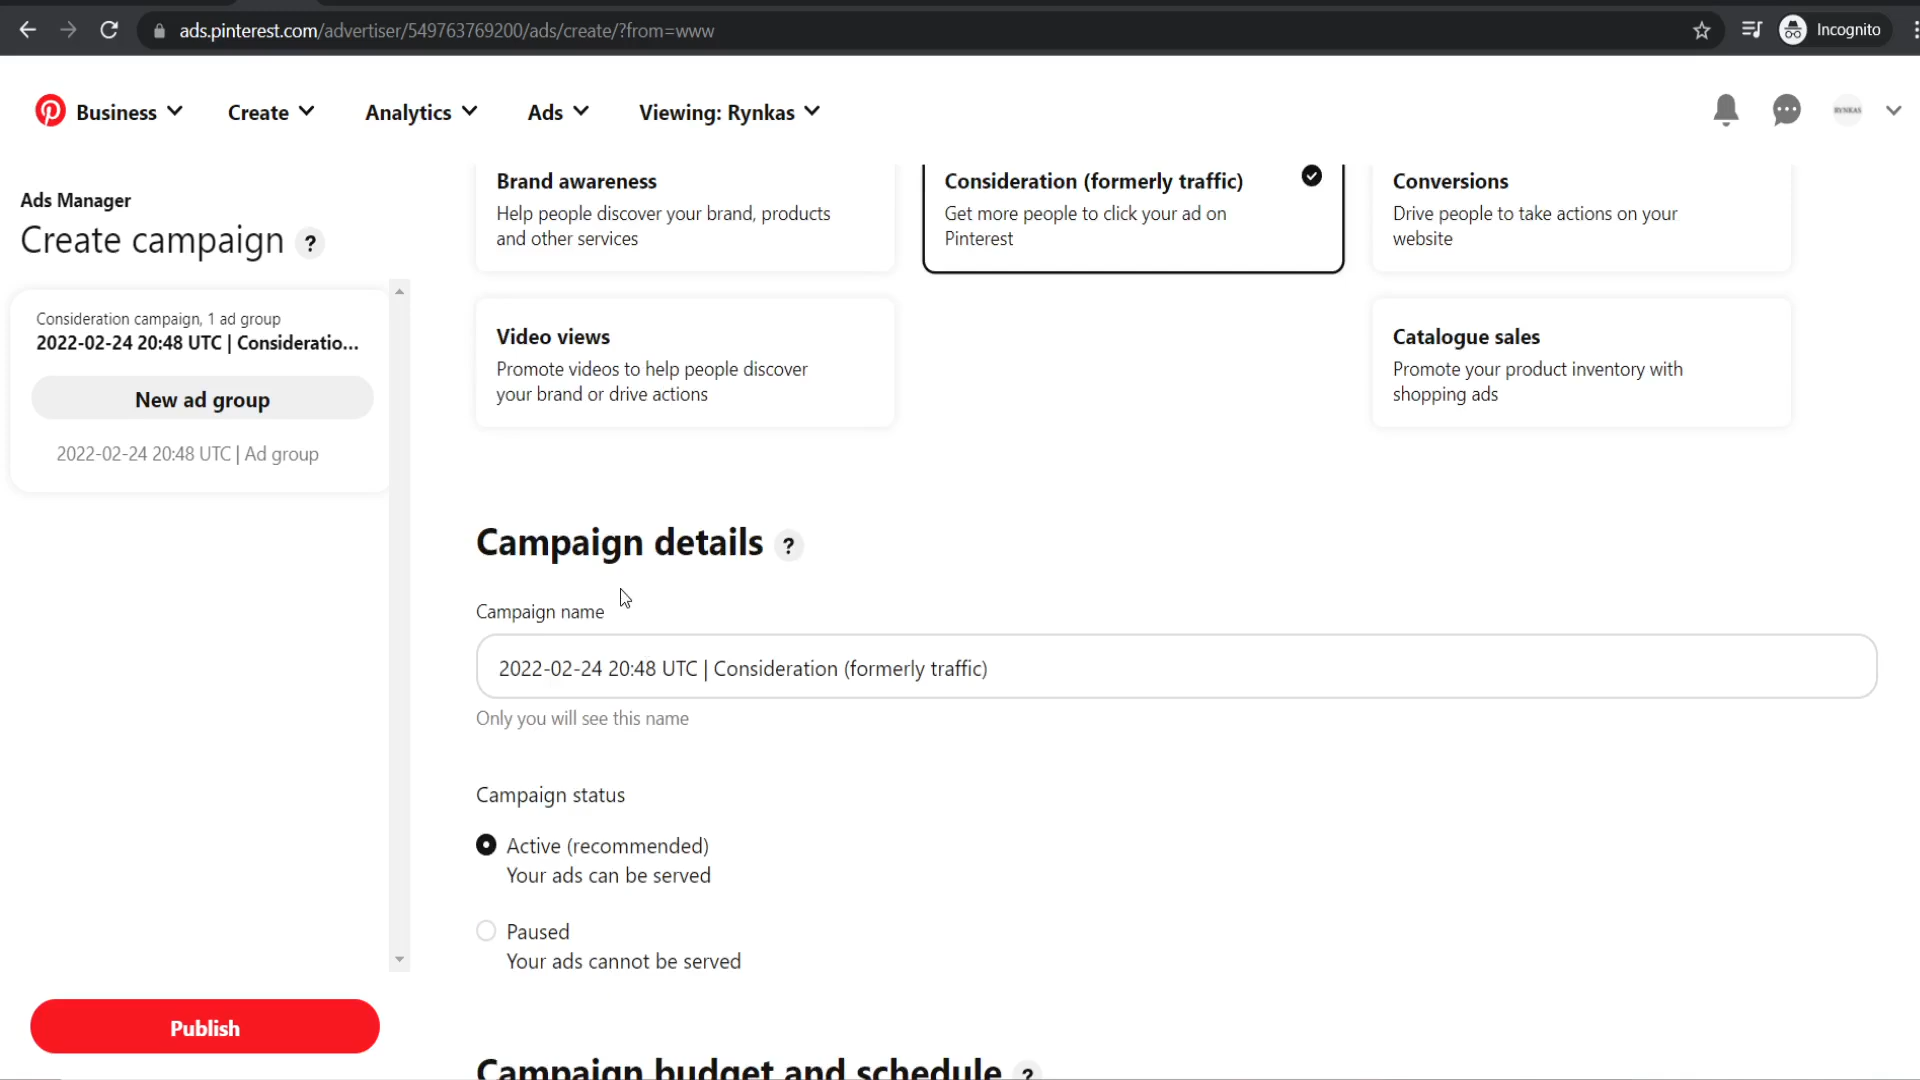 ads.pinterest.com/advertiser/549763769200/ads/create/?from=www
Incognito
Business
Create
Analytics
Ads
Viewing: Rynkas
RYNKAS
Ads Manager
Create campaign ?
Consideration campaign, 1 ad group
2022-02-24 20:48 UTC | Consideratio...
New ad group
2022-02-24 20:48 UTC | Ad group
Publish
Brand awareness
Help people discover your brand, products
and other services
Consideration (formerly traffic)
Get more people to click your ad on
Pinterest
Conversions
Drive people to take actions on your
website
Video views
Promote videos to help people discover
your brand or drive actions
Catalogue sales
Promote your product inventory with
shopping ads
Campaign details ?
Campaign name
2022-02-24 20:48 UTC | Consideration (formerly traffic)
Only you will see this name
Campaign status
Active (recommended)
Your ads can be served
Paused
Your ads cannot be served
Campaign budget and schedule ?